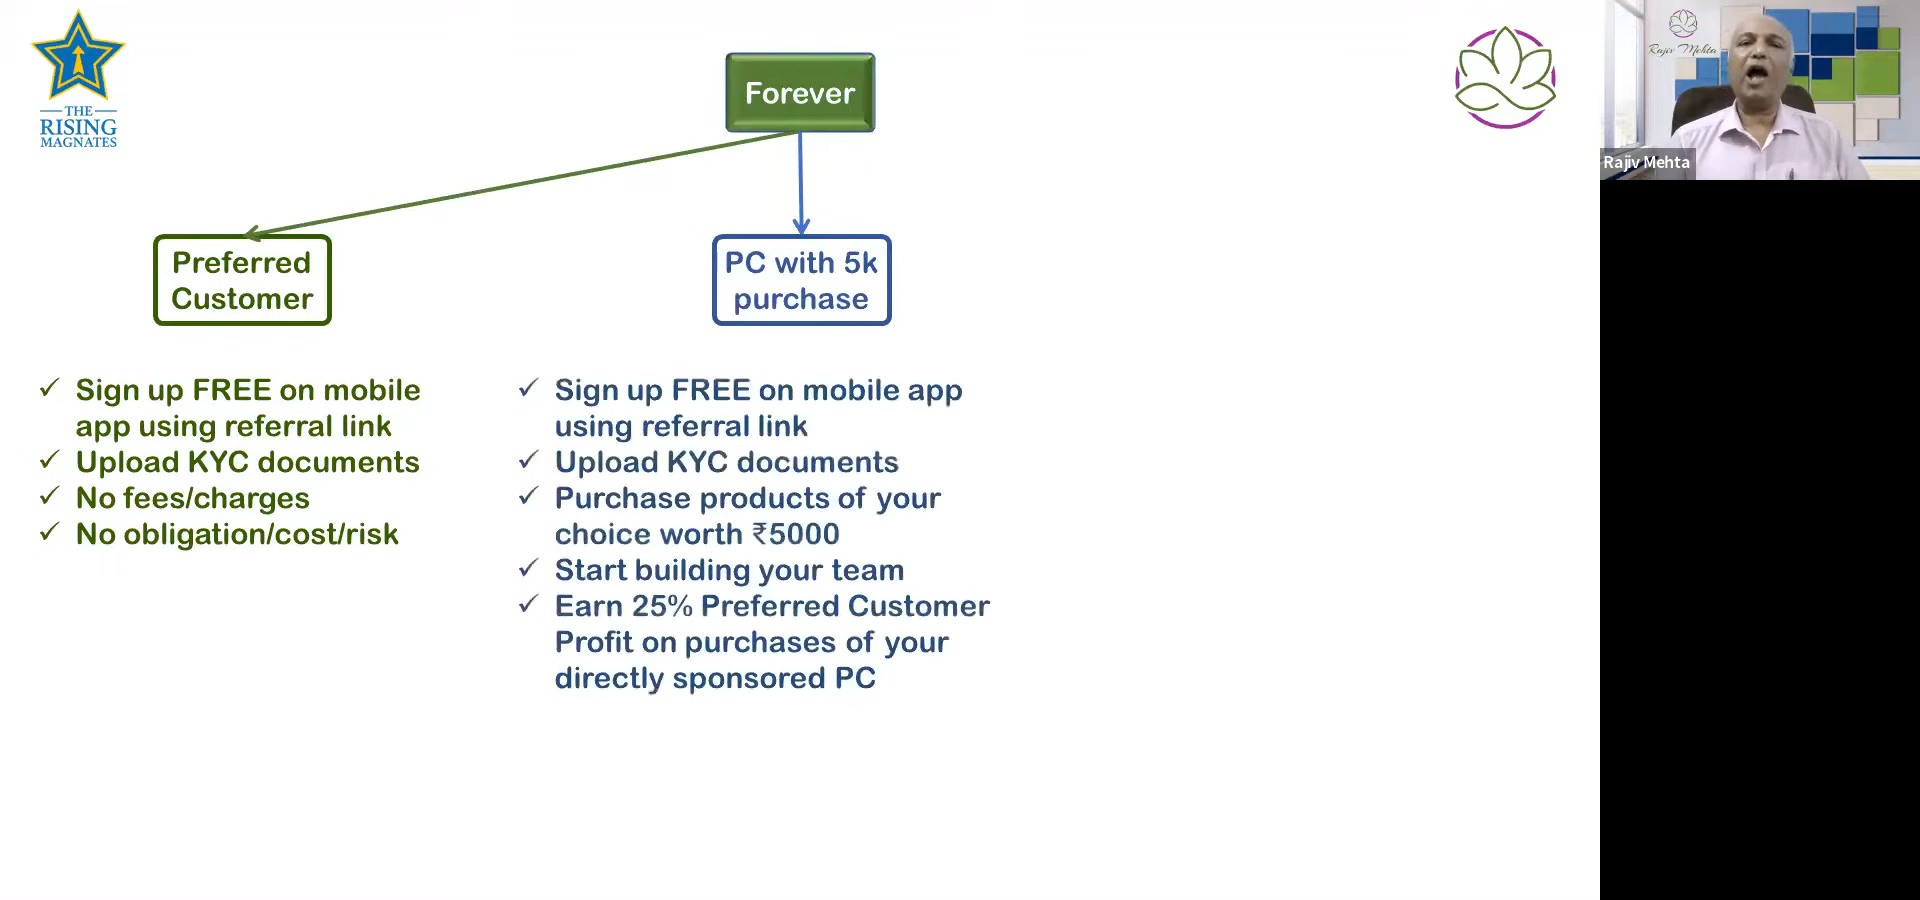 THE
RISING
MAGNATES
Forever
Rajiv Mehta
Rajiv Mehta
Preferred
Customer
PC with 5k
purchase
✓ Sign up FREE on mobile
app using referral link
✓ Upload KYC documents
✓ No fees/charges
✓ No obligation/cost/risk
✓ Sign up FREE on mobile app
using referral link
✓ Upload KYC documents
✓ Purchase products of your
choice worth ₹5000
✓ Start building your team
✓ Earn 25% Preferred Customer
Profit on purchases of your
directly sponsored PC